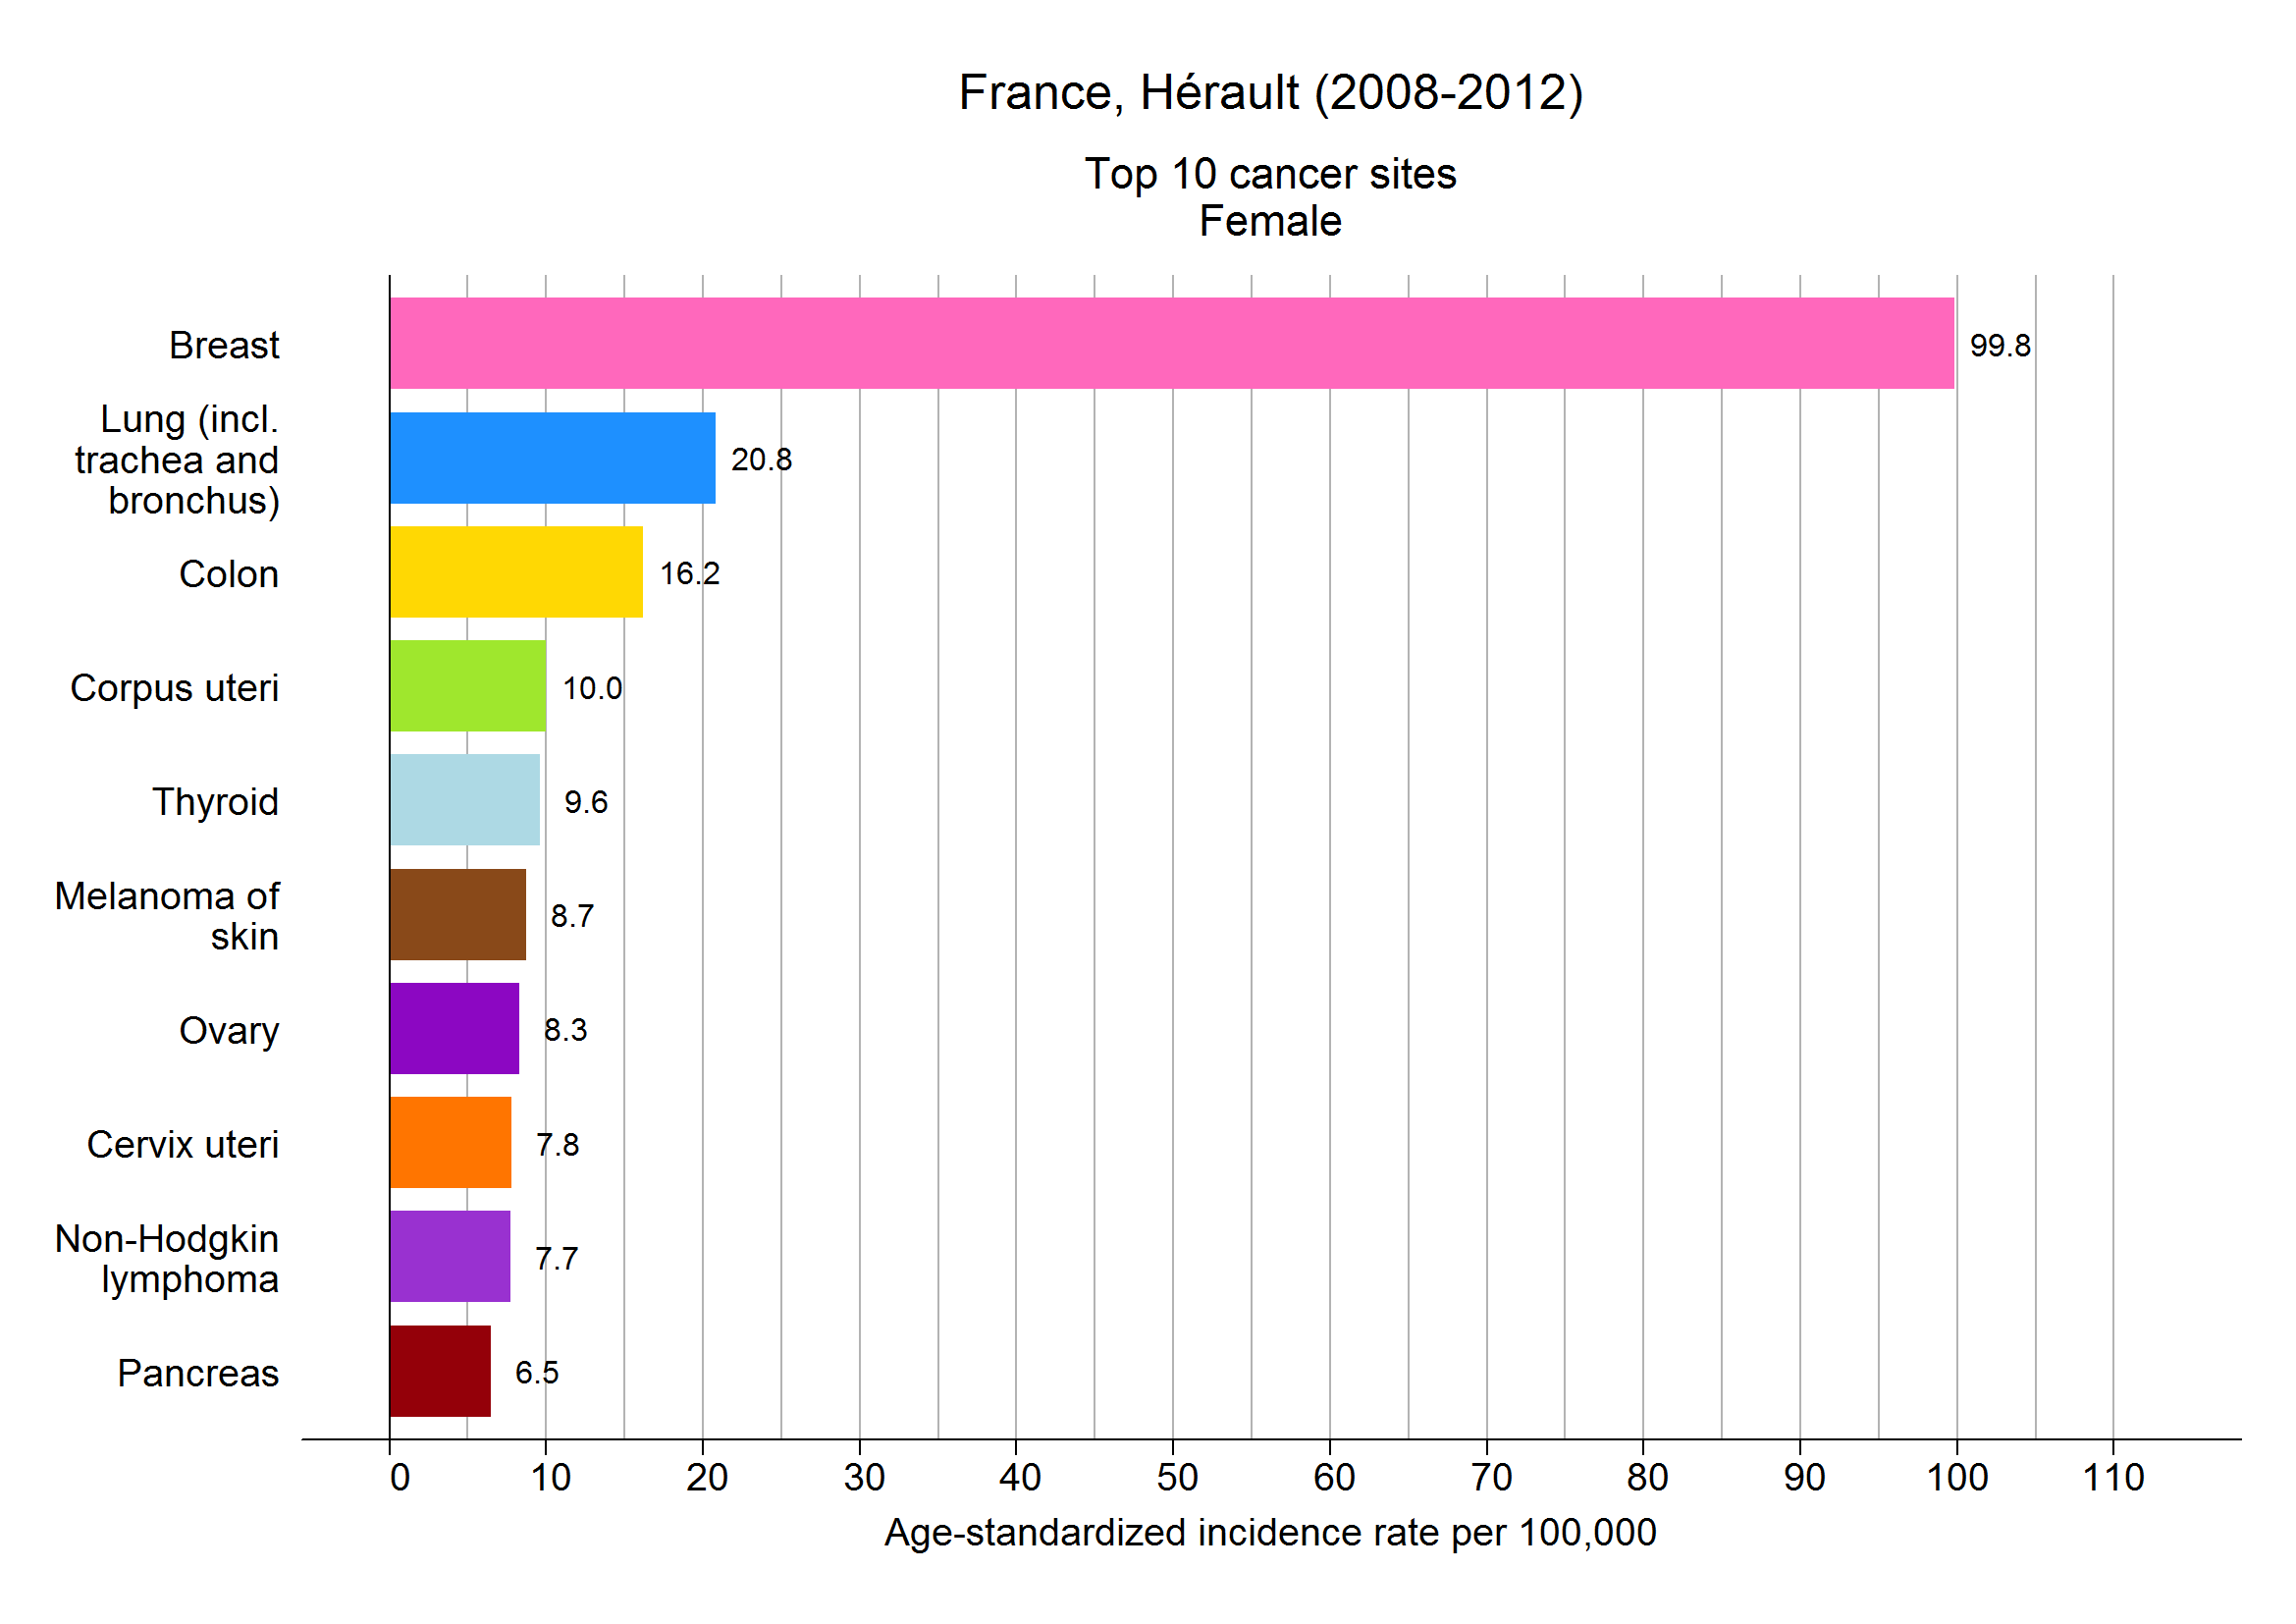 France, Hérault (2008-2012)
Top 10 cancer sites
Female
Breast
99.8
Lung (incl.
trachea and
bronchus)
20.8
Colon
16.2
Corpus uteri
10.0
Thyroid
9.6
Melanoma of
skin
8.7
Ovary
8.3
Cervix uteri
7.8
Non-Hodgkin
lymphoma
7.7
Pancreas
6.5
0 10 20 30 40 50 60 70 80 90 100 110
Age-standardized incidence rate per 100,000